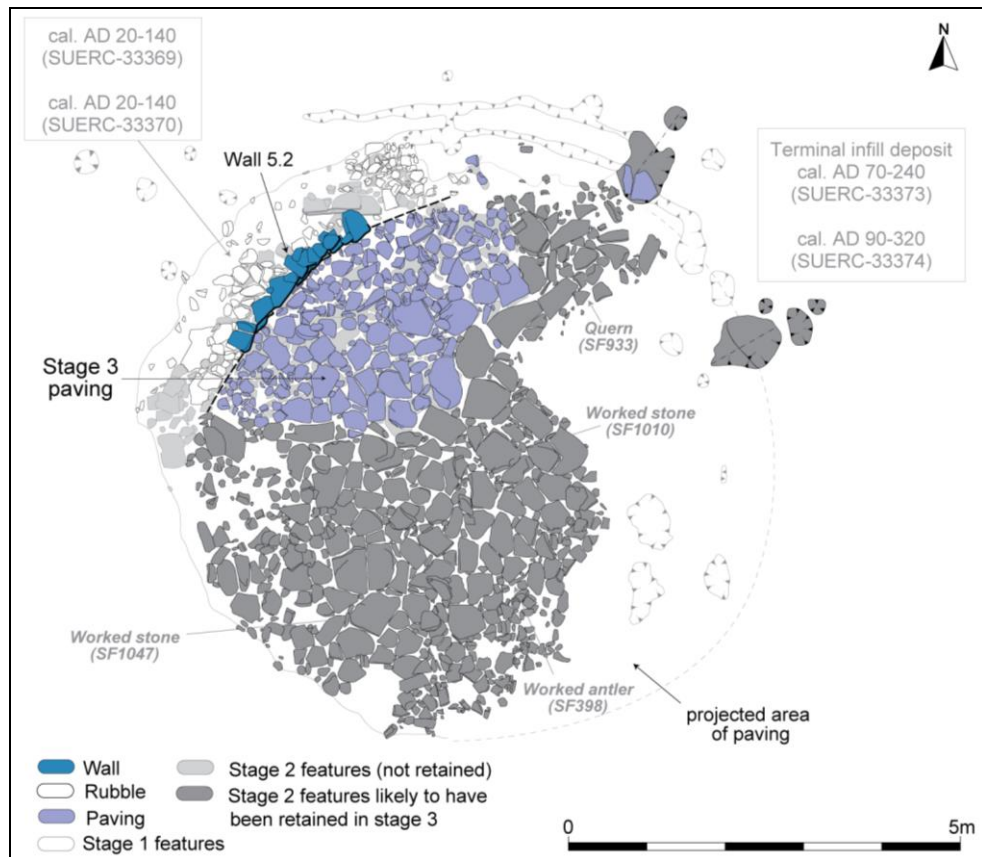 cal. AD 20-140
(SUERC-33369)
cal. AD 20-140
(SUERC-33370)
N
Wall 5.2
Terminal infill deposit
cal. AD 70-240
(SUERC-33373)
cal. AD 90-320
(SUERC-33374)
Quern
(SF933)
Stage 3
paving
Worked stone
(SF1010)
Worked stone
(SF1047)
Worked antler
(SF398)
projected area
of paving
Wall
Rubble
Paving
Stage 1 features
Stage 2 features (not retained)
Stage 2 features likely to have
been retained in stage 3
0
5m